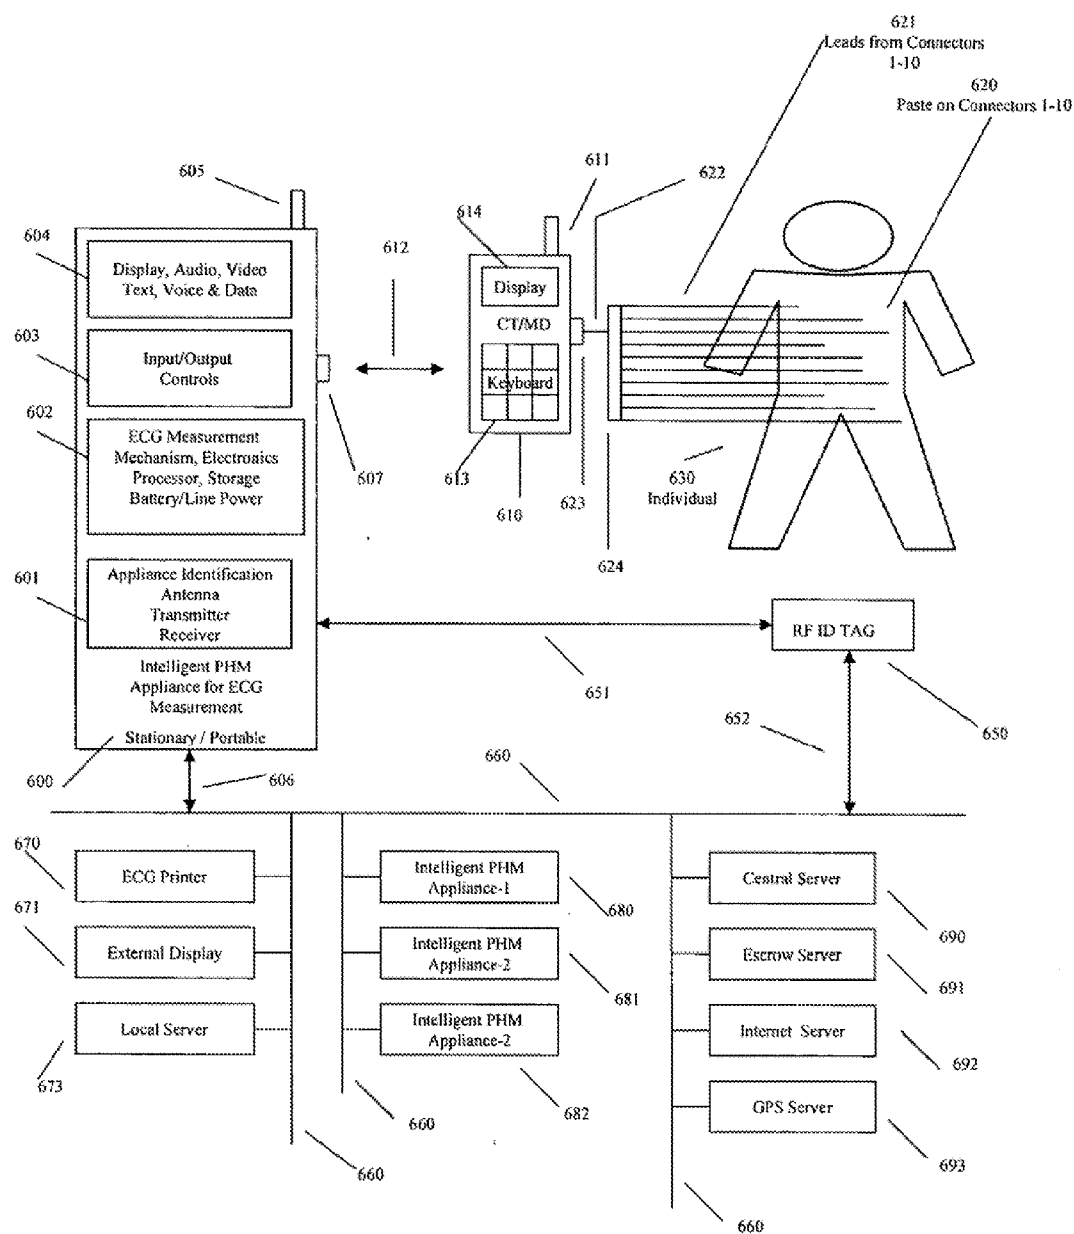 621
Leads from Connectors
1-10
620
Paste on Connectors 1-10
605
611
622
614
604
612
Display, Audio, Video
Text, Voice & Data
Display
CT/MD
603
Input/Output
Controls
Keyboard
602
ECG Measurement
Mechanism, Electronics
Processor, Storage
Battery/Line Power
607
613
610
623
630
Individual
624
601
Appliance Identification
Antenna
Transmitter
Receiver
RF ID TAG
Intelligent PHM
Appliance for ECG
Measurement
651
652
650
Stationary / Portable
600
606
660
670
ECG Printer
Intelligent PHM
Appliance-1
680
Central Server
690
671
External Display
Intelligent PHM
Appliance-2
681
Escrow Server
691
Local Server
673
Intelligent PHM
Appliance-2
682
Internet Server
692
660
GPS Server
693
660
660